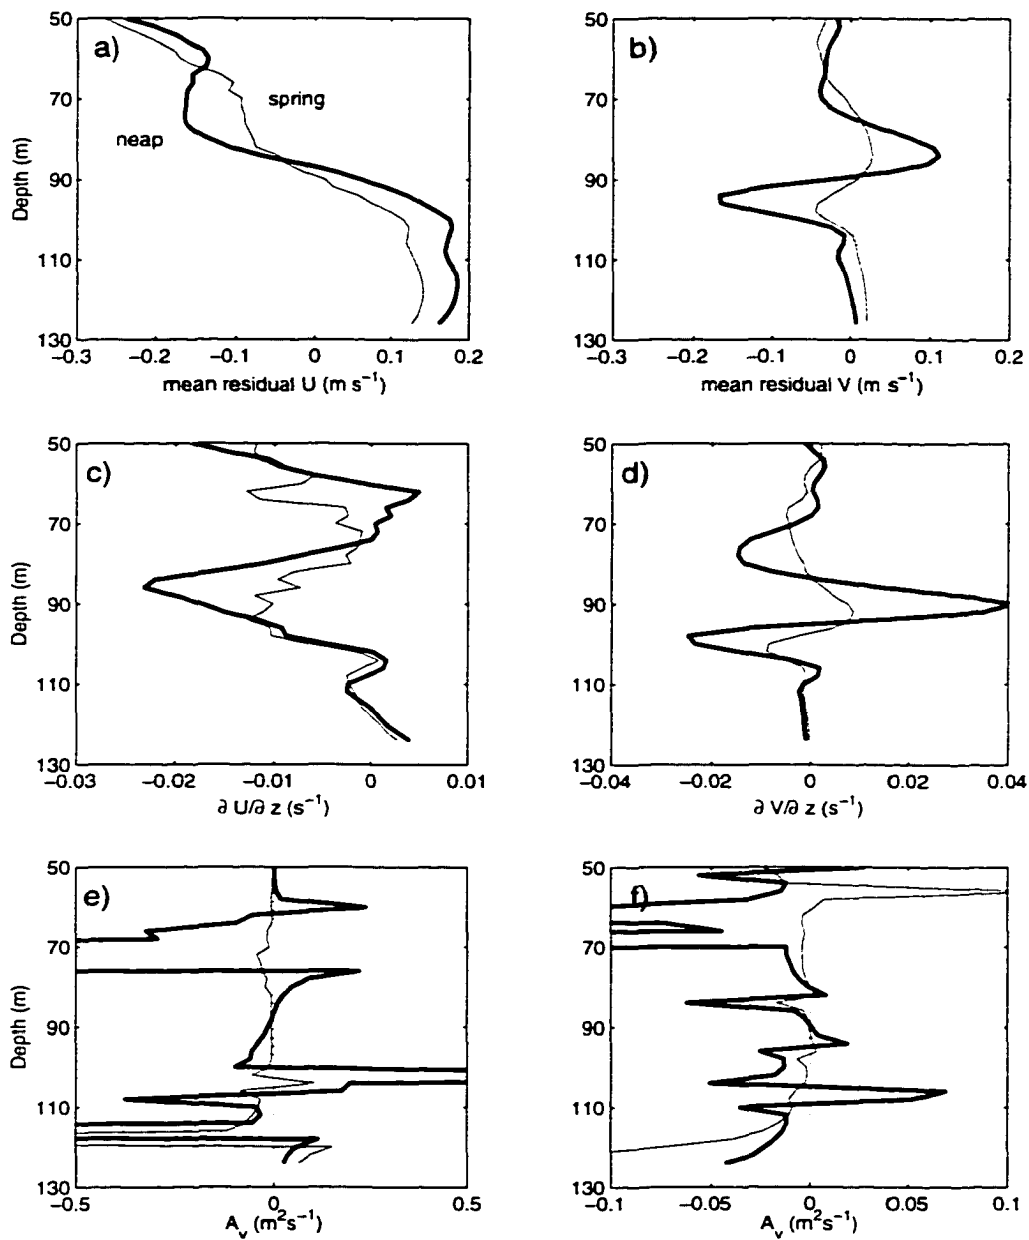 a)
spring
neap
50
70
90
110
130
Depth (m)
−0.3 −0.2 −0.1 0 0.1 0.2
mean residual U (m s⁻¹)
b)
50
70
90
110
130
−0.3 −0.2 −0.1 0 0.1 0.2
mean residual V (m s⁻¹)
c)
50
70
90
110
130
Depth (m)
−0.03 −0.02 −0.01 0 0.01
∂ U/∂ z (s⁻¹)
d)
50
70
90
110
130
−0.04 −0.02 0 0.02 0.04
∂ V/∂ z (s⁻¹)
e)
50
70
90
110
130
Depth (m)
−0.5 0 0.5
Aᵥ (m²s⁻¹)
f)
50
70
90
110
130
−0.1 −0.05 0 0.05 0.1
Aᵥ (m²s⁻¹)